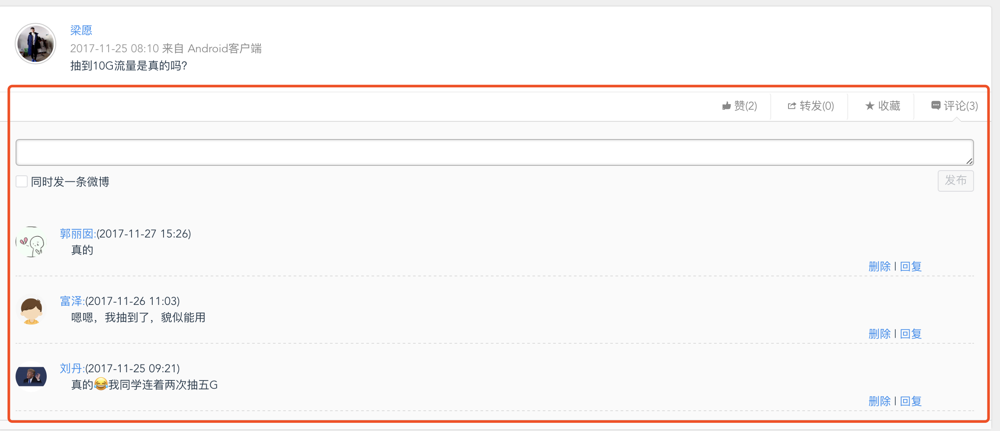 梁愿
2017-11-25 08:10 来自 Android客户端
抽到10G流量是真的吗?
赞(2) 转发(0) 收藏 评论(3)
同时发一条微博 发布
郭丽囡:(2017-11-27 15:26)
真的
删除 | 回复
富泽:(2017-11-26 11:03)
嗯嗯，我抽到了，貌似能用
删除 | 回复
刘丹:(2017-11-25 09:21)
真的😂我同学连着两次抽五G
删除 | 回复